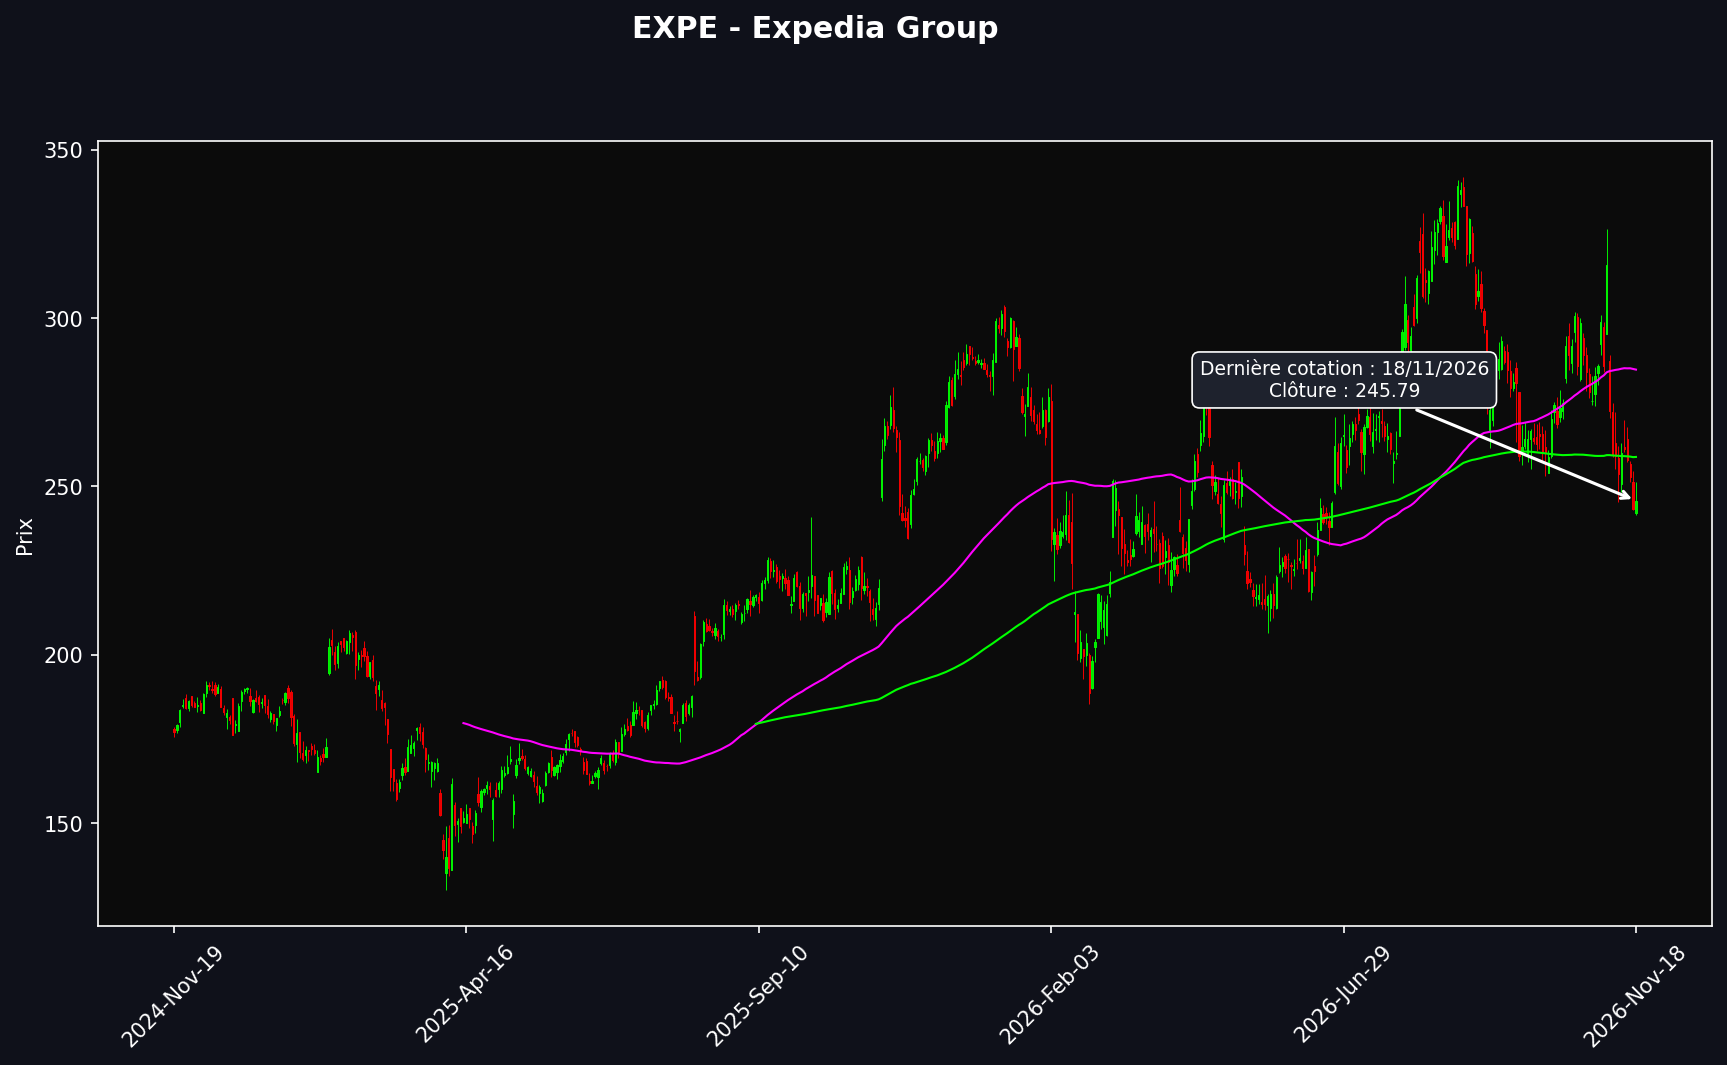 EXPE - Expedia Group
350
300
250
200
150
Prix
Dernière cotation : 18/11/2026
Clôture : 245.79
2024-Nov-19
2025-Apr-16
2025-Sep-10
2026-Feb-03
2026-Jun-29
2026-Nov-18